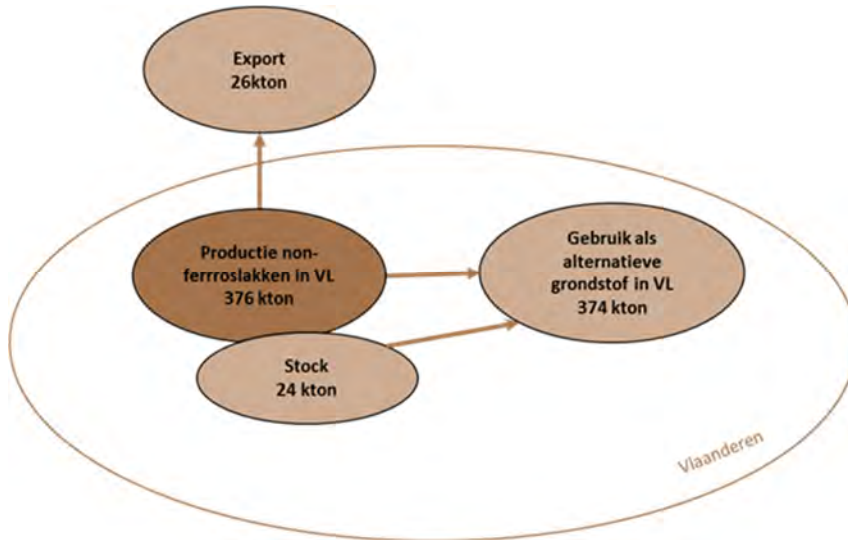 Export
26kton
Productie non-
ferrroslakken in VL
376 kton
Gebruik als
alternatieve
grondstof in VL
374 kton
Stock
24 kton
Vlaanderen